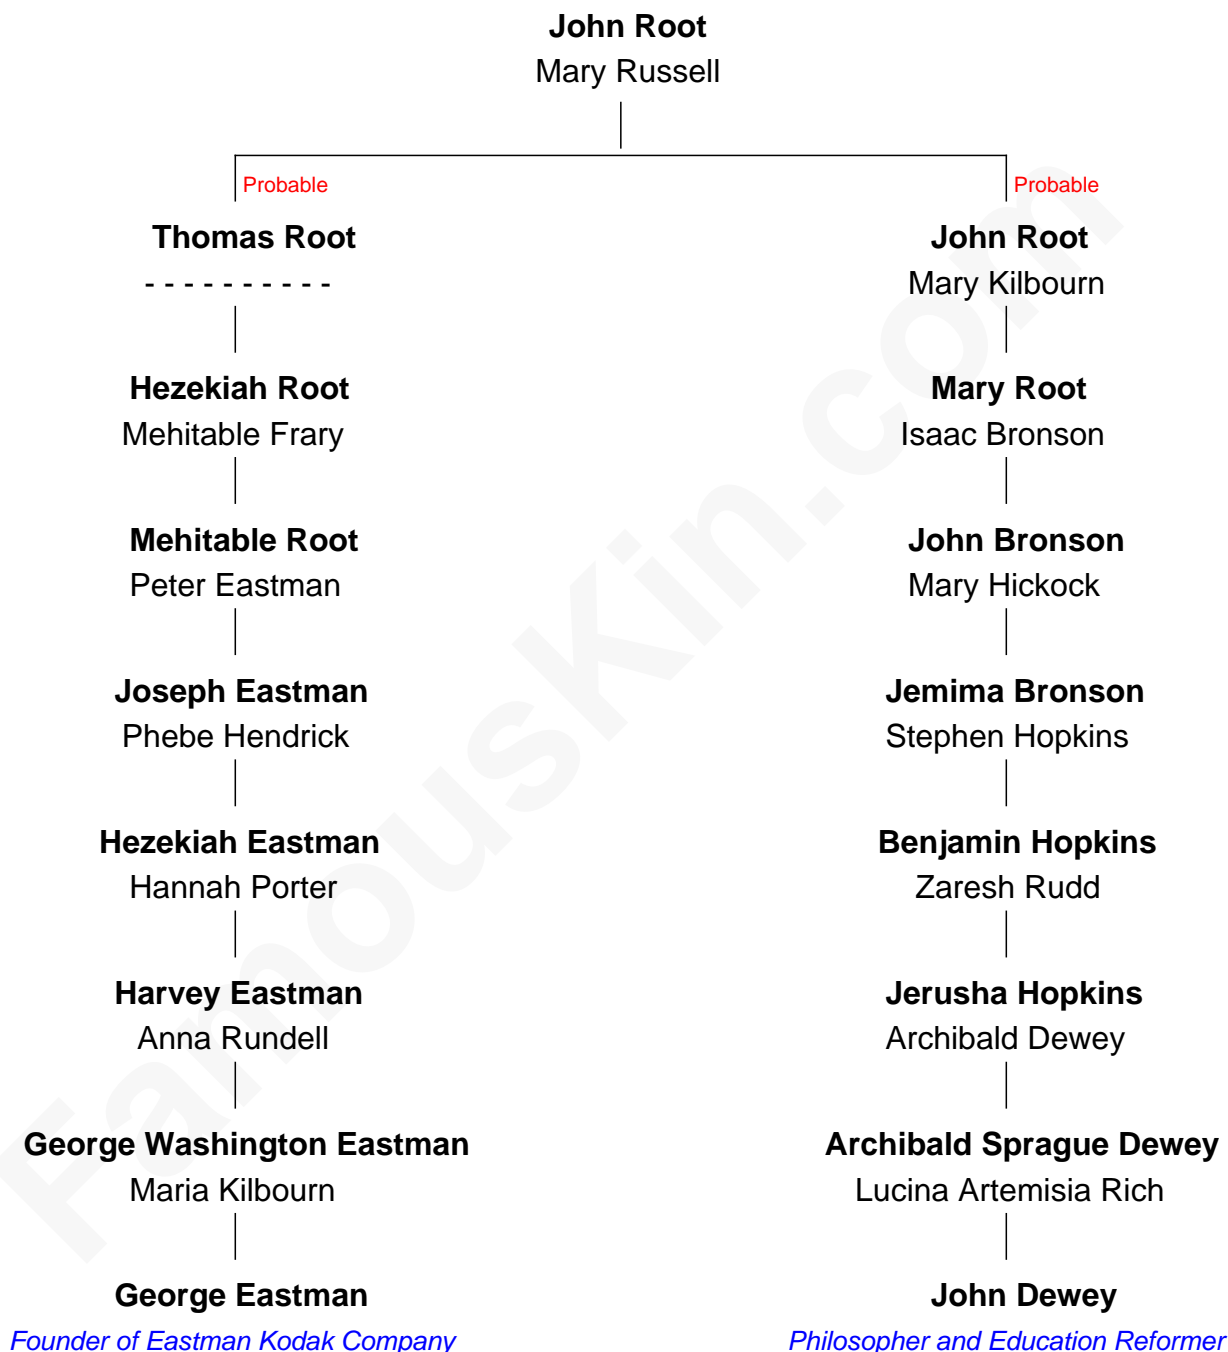 John Root
Mary Russell
Probable Probable
Thomas Root John Root
- - - - - - - - - - Mary Kilbourn
Hezekiah Root Mary Root
Mehitable Frary Isaac Bronson
Mehitable Root John Bronson
Peter Eastman Mary Hickock
Joseph Eastman Jemima Bronson
Phebe Hendrick Stephen Hopkins
Hezekiah Eastman Benjamin Hopkins
Hannah Porter Zaresh Rudd
Harvey Eastman Jerusha Hopkins
Anna Rundell Archibald Dewey
George Washington Eastman Archibald Sprague Dewey
Maria Kilbourn Lucina Artemisia Rich
George Eastman John Dewey
Founder of Eastman Kodak Company Philosopher and Education Reformer
FamousKin.com